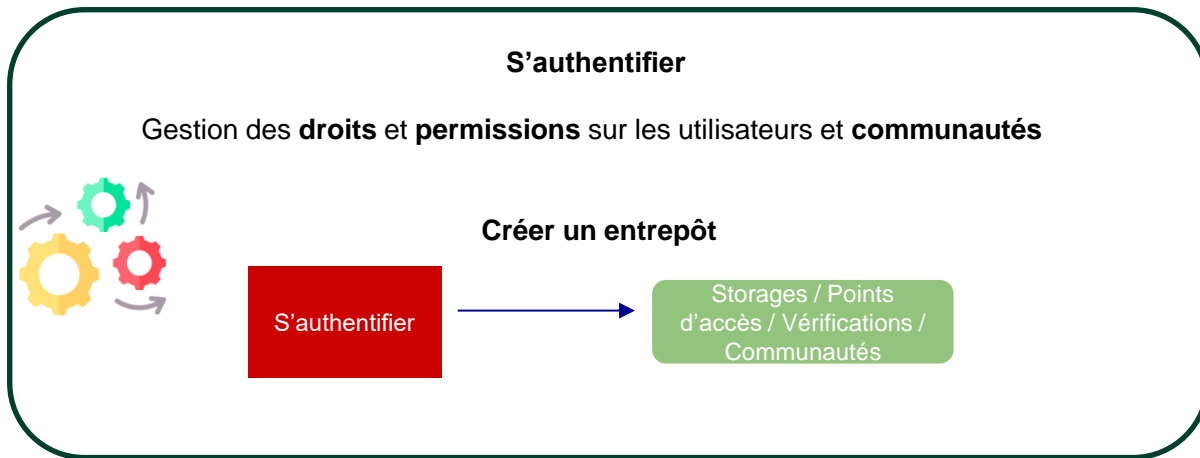 S’authentifier
Gestion des droits et permissions sur les utilisateurs et communautés
Créer un entrepôt
S’authentifier
Storages / Points
d’accès / Vérifications /
Communautés